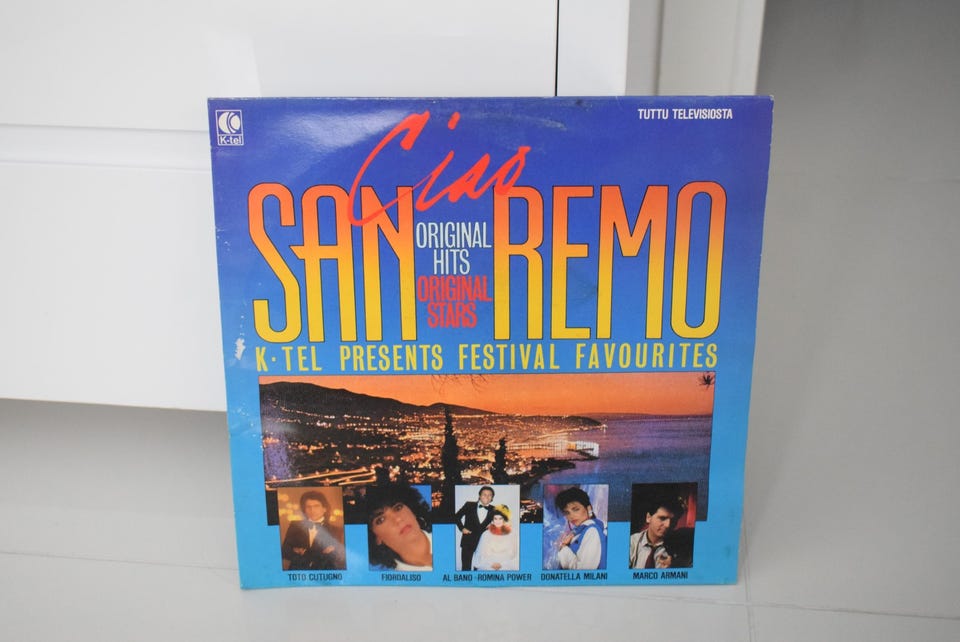 K-tel
TUTTU TELEVISIOSTA
Ciao
SAN REMO
ORIGINAL
HITS
ORIGINAL
STARS
K·TEL PRESENTS FESTIVAL FAVOURITES
TOTO CUTUGNO
FIORDALISO
AL BANO-ROMINA POWER
DONATELLA MILANI
MARCO ARMANI